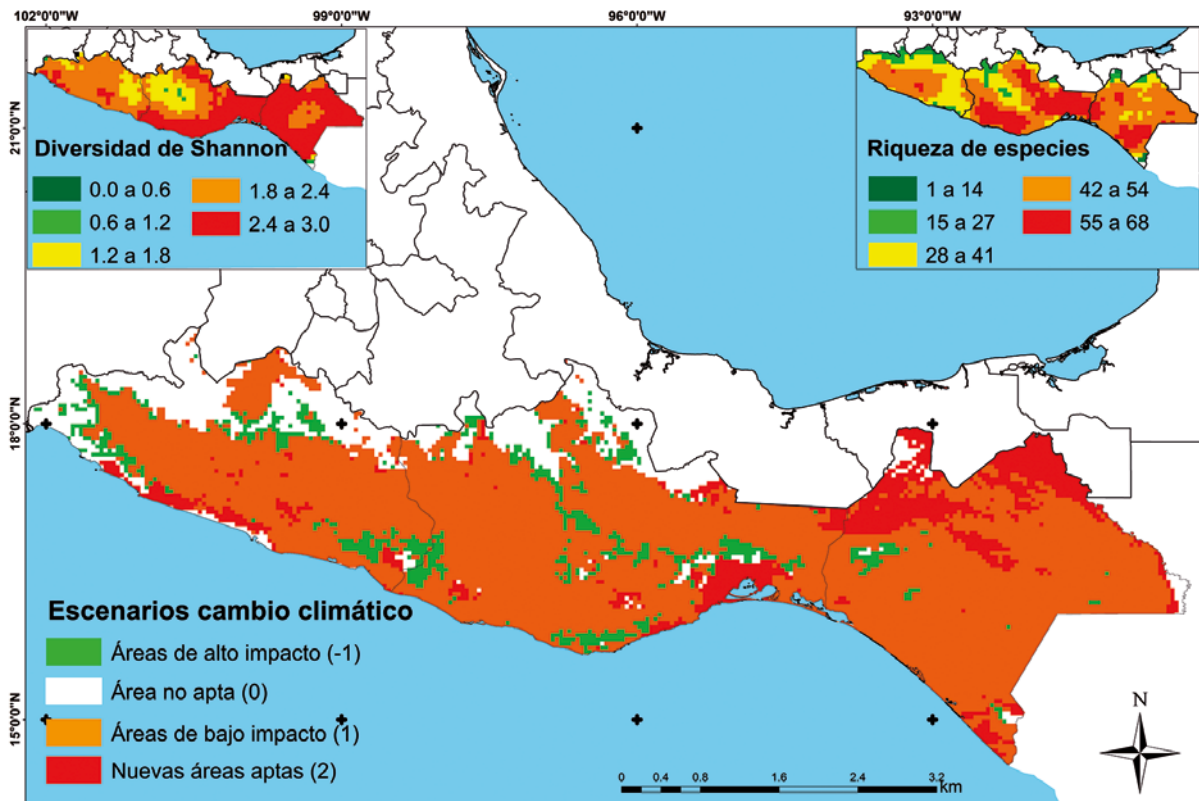 102°0'0"W 99°0'0"W 96°0'0"W 93°0'0"W
21°0'0"N
18°0'0"N
15°0'0"N
Diversidad de Shannon
0.0 a 0.6
0.6 a 1.2
1.2 a 1.8
1.8 a 2.4
2.4 a 3.0
Riqueza de especies
1 a 14
15 a 27
28 a 41
42 a 54
55 a 68
Escenarios cambio climático
Áreas de alto impacto (-1)
Área no apta (0)
Áreas de bajo impacto (1)
Nuevas áreas aptas (2)
0 0.4 0.8 1.6 2.4 3.2
km
N